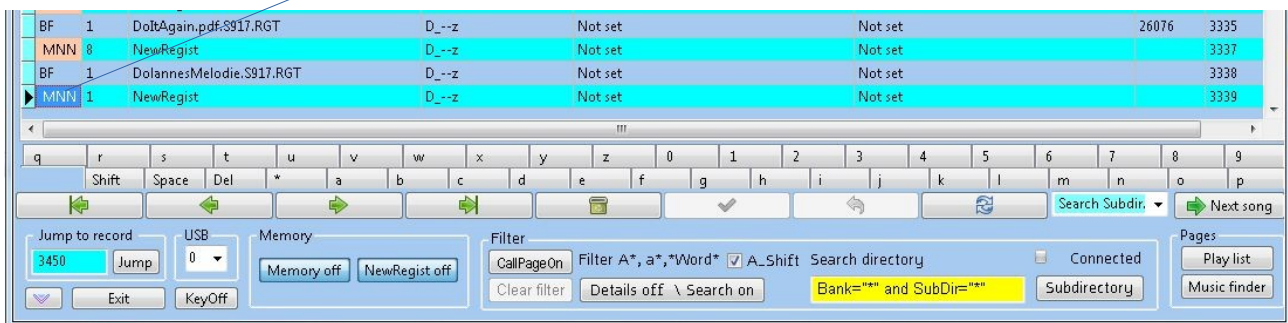 BF 1 DoItAgain.pdf.S917.RGT D_--z Not set Not set 26076 3335
MNN 8 NewRegist D_--z Not set Not set 3337
BF 1 DolannesMelodie.S917.RGT D_--z Not set Not set 3338
MNN 1 NewRegist D_--z Not set Not set 3339
q r s t u v w x y z 0 1 2 3 4 5 6 7 8 9
Shift Space Del * a b c d e f g h i j k l m n o p
Search Subdir. Next song
Jump to record USB Memory Filter Pages
3450 Jump 0 Memory off NewRegist off CallPageOn Filter A*, a*,*Word* A_Shift Search directory Connected Play list
Exit KeyOff Clear filter Details off \ Search on Bank="*" and SubDir="*" Subdirectory Music finder